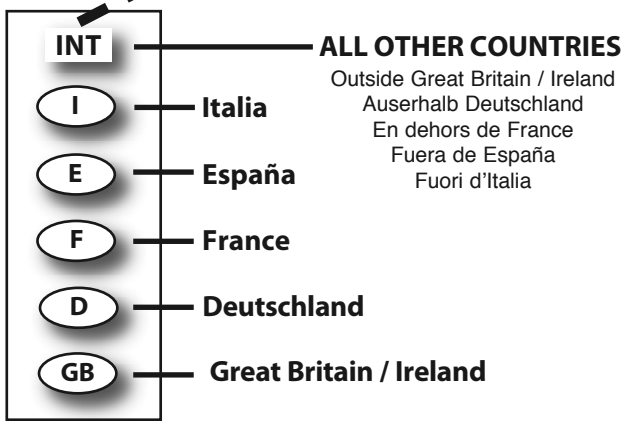 INT ALL OTHER COUNTRIES
Outside Great Britain / Ireland
Auserhalb Deutschland
En dehors de France
Fuera de España
Fuori d'Italia
I Italia
E España
F France
D Deutschland
GB Great Britain / Ireland